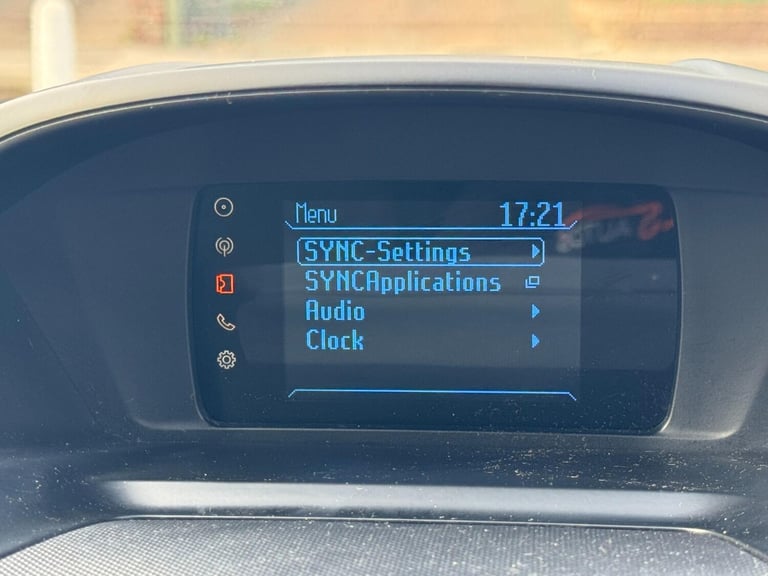 Menu 17:21
SYNC-Settings
SYNCApplications
Audio
Clock